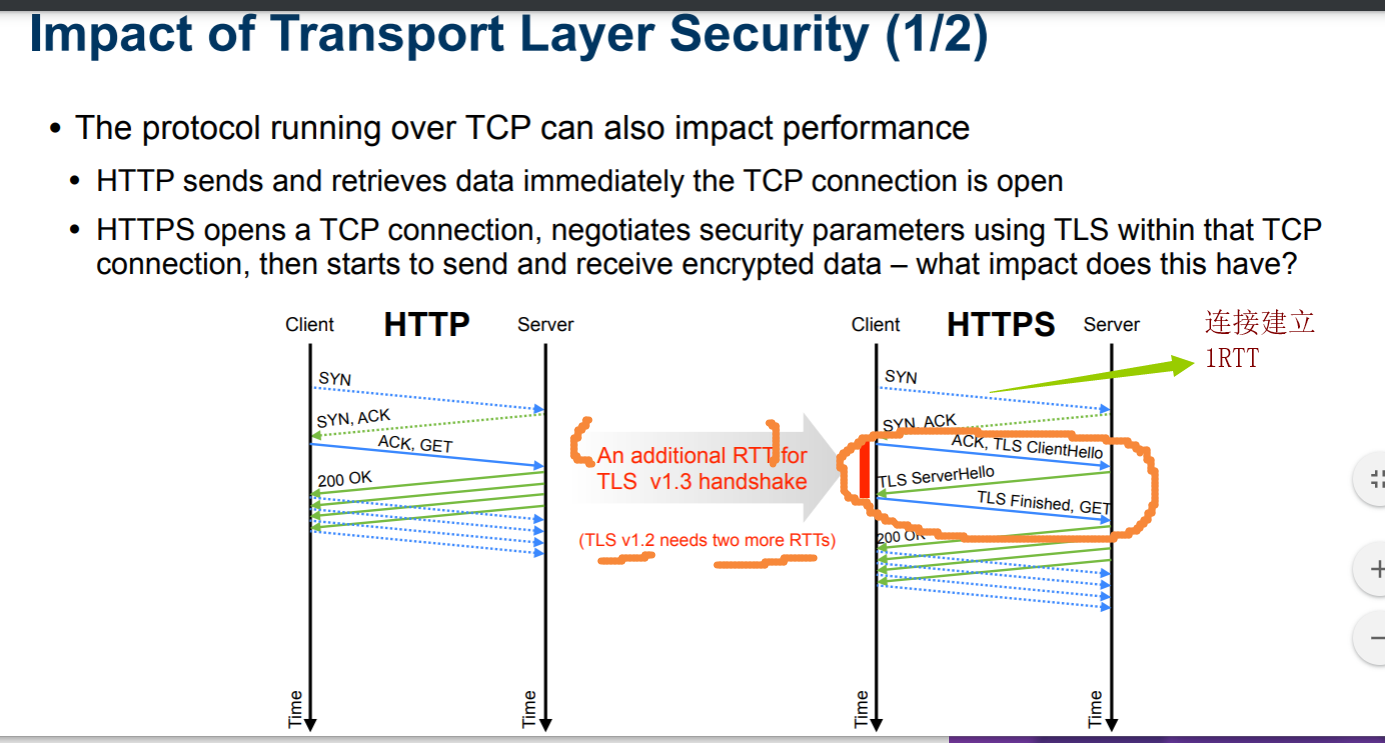 Impact of Transport Layer Security (1/2)
• The protocol running over TCP can also impact performance
• HTTP sends and retrieves data immediately the TCP connection is open
• HTTPS opens a TCP connection, negotiates security parameters using TLS within that TCP
connection, then starts to send and receive encrypted data – what impact does this have?
Client HTTP Server
SYN
SYN, ACK
ACK, GET
200 OK
Time
Time
An additional RTT for
TLS v1.3 handshake
(TLS v1.2 needs two more RTTs)
Client HTTPS Server
SYN
SYN, ACK
ACK, TLS ClientHello
TLS ServerHello
TLS Finished, GET
200 OK
Time
Time
连接建立
1RTT